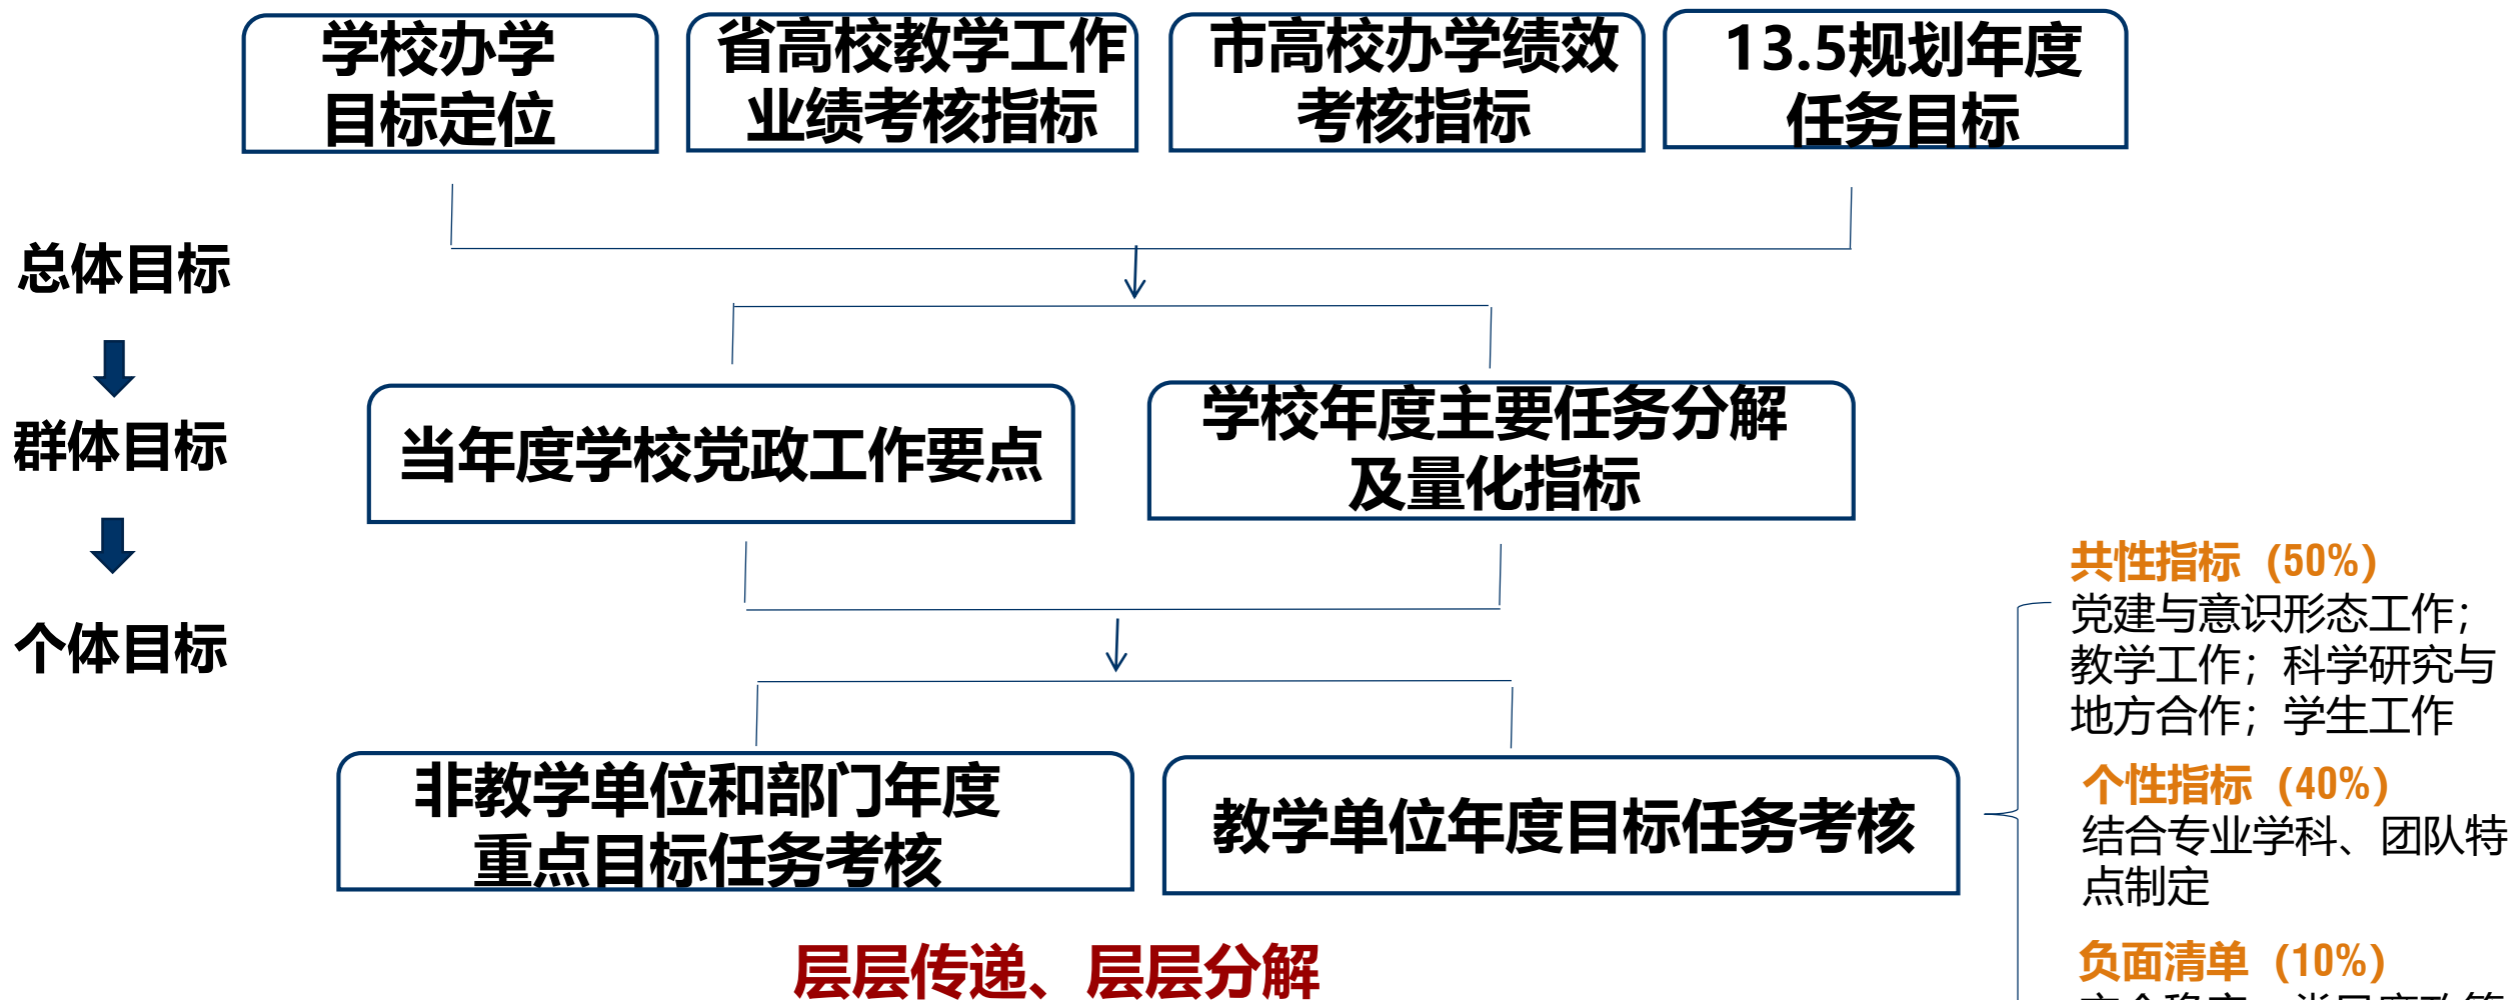 学校办学
目标定位
省高校教学工作
业绩考核指标
市高校办学绩效
考核指标
13.5规划年度
任务目标
总体目标
群体目标
个体目标
当年度学校党政工作要点
学校年度主要任务分解
及量化指标
非教学单位和部门年度
重点目标任务考核
教学单位年度目标任务考核
共性指标（50%）
党建与意识形态工作；
教学工作；科学研究与
地方合作；学生工作
个性指标（40%）
结合专业学科、团队特
点制定
负面清单（10%）
层层传递、层层分解